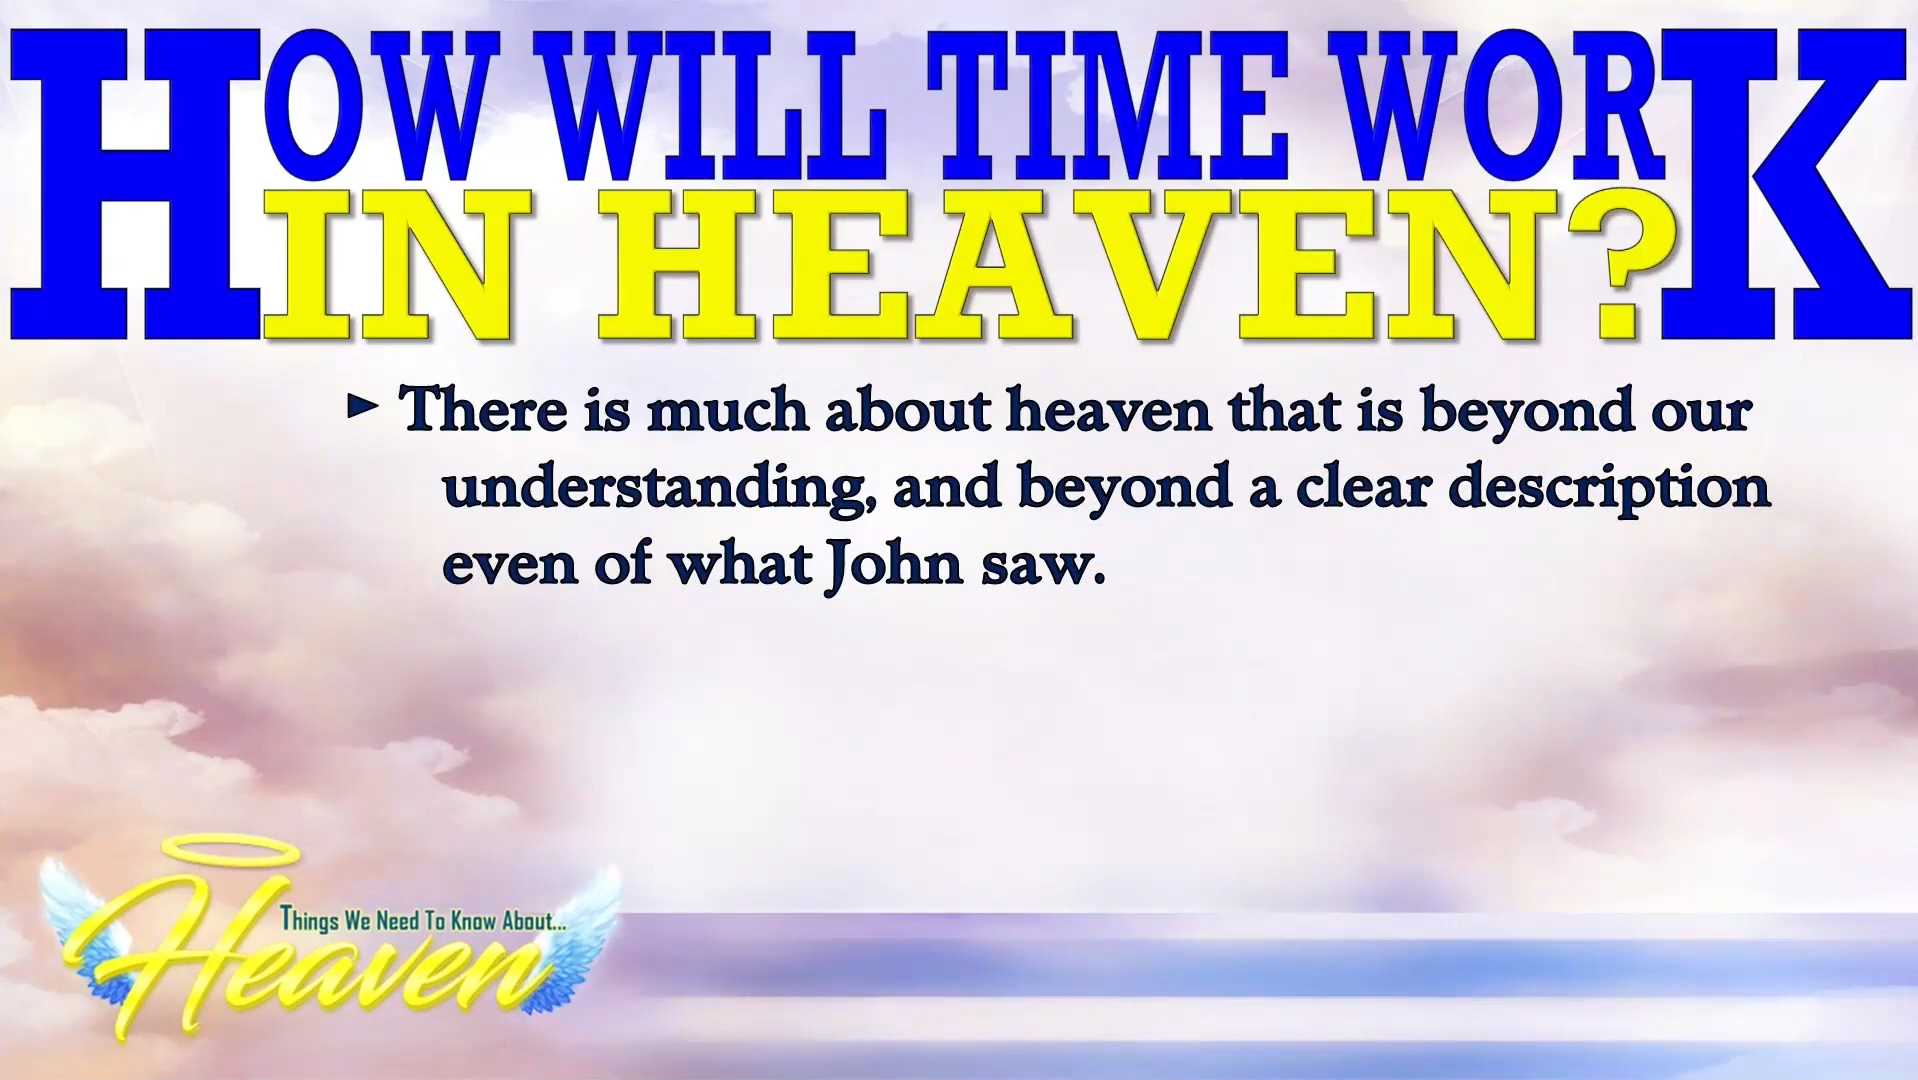 HOW WILL TIME WORK
IN HEAVEN?
► There is much about heaven that is beyond our
understanding, and beyond a clear description
even of what John saw.
Things We Need To Know About...
Heaven